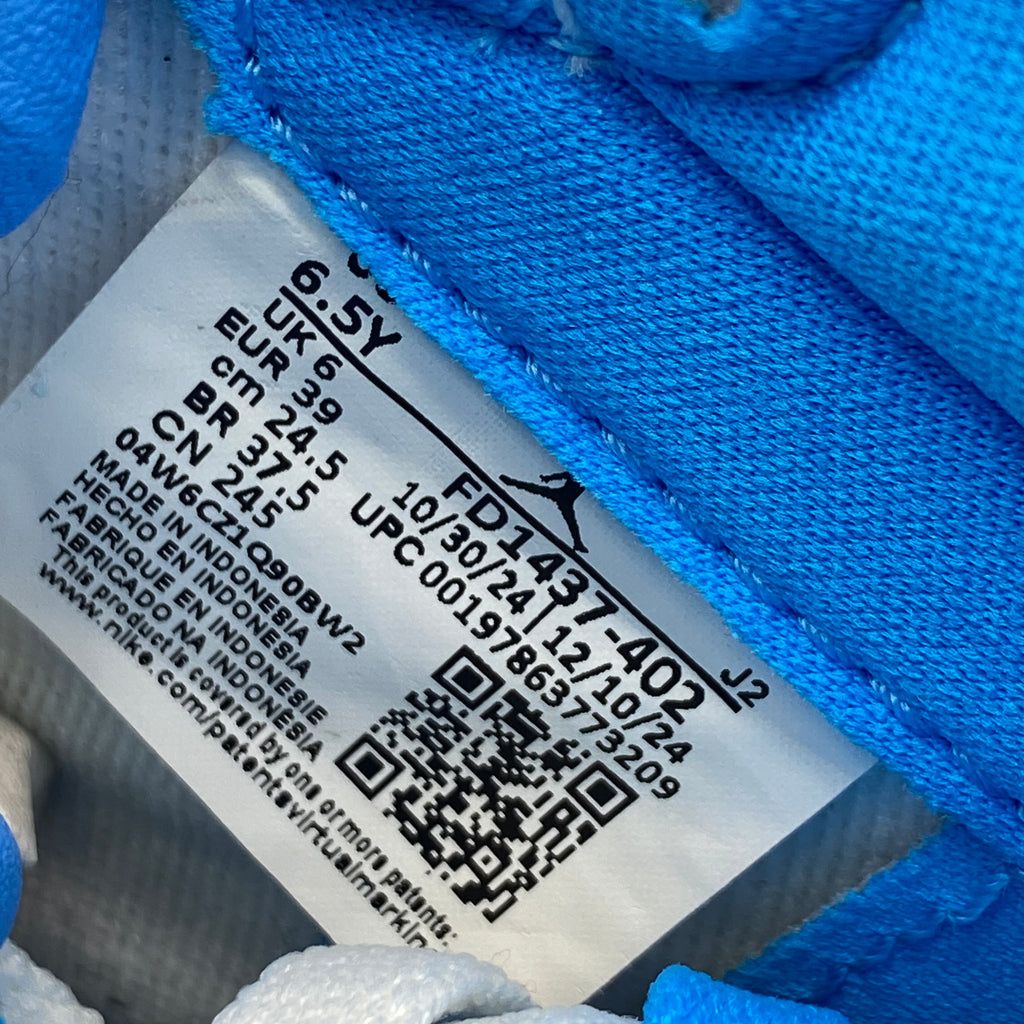 6.5Y
UK 6
EUR 39
cm 24.5
BR 37.5
CN 245
04W6CZ1Q90BW2
MADE IN INDONESIA
HECHO EN INDONESIA
FABRIQUE EN INDONESIE
FABRICADO NA INDONESIA
This product is covered by one or more patents:
www.nike.com/patentsvirtualmarkin
J2
FD1437-402
10/30/24 | 12/10/24
UPC 00197863773209